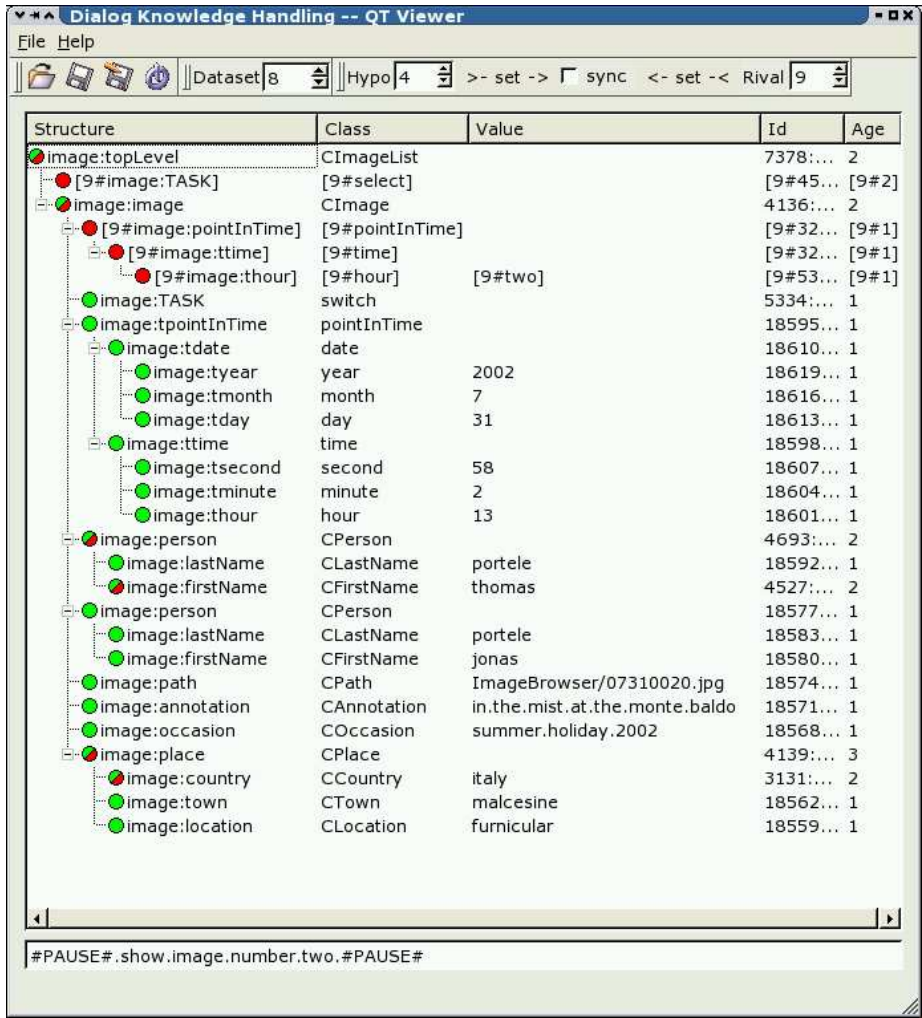 Dialog Knowledge Handling -- QT Viewer
File Help
Dataset 8 Hypo 4 >- set -> sync <- set -< Rival 9
Structure Class Value Id Age
image:topLevel CImageList 7378:... 2
[9#image:TASK] [9#select] [9#45... [9#2]
image:image CImage 4136:... 2
[9#image:pointInTime] [9#pointInTime] [9#32... [9#1]
[9#image:ttime] [9#time] [9#32... [9#1]
[9#image:thour] [9#hour] [9#two] [9#53... [9#1]
image:TASK switch 5334:... 1
image:tpointInTime pointInTime 18595... 1
image:tdate date 18610... 1
image:tyear year 2002 18619... 1
image:tmonth month 7 18616... 1
image:tday day 31 18613... 1
image:ttime time 18598... 1
image:tsecond second 58 18607... 1
image:tminute minute 2 18604... 1
image:thour hour 13 18601... 1
image:person CPerson 4693:... 2
image:lastName CLastName portele 18592... 1
image:firstName CFirstName thomas 4527:... 2
image:person CPerson 18577... 1
image:lastName CLastName portele 18583... 1
image:firstName CFirstName jonas 18580... 1
image:path CPath ImageBrowser/07310020.jpg 18574... 1
image:annotation CAnnotation in.the.mist.at.the.monte.baldo 18571... 1
image:occasion COccasion summer.holiday.2002 18568... 1
image:place CPlace 4139:... 3
image:country CCountry italy 3131:... 2
image:town CTown malcesine 18562... 1
image:location CLocation furnicular 18559... 1
#PAUSE#.show.image.number.two.#PAUSE#